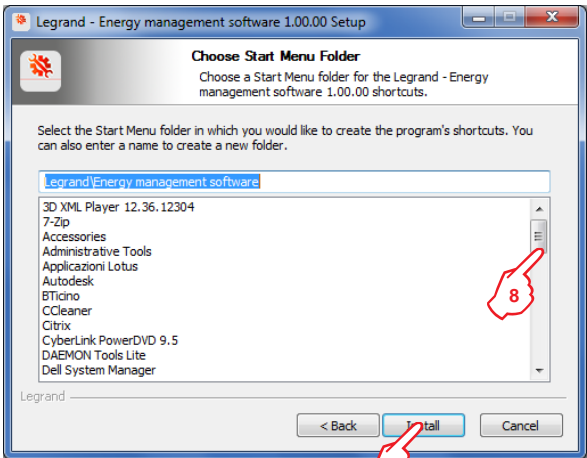 Legrand - Energy management software 1.00.00 Setup
Choose Start Menu Folder
Choose a Start Menu folder for the Legrand - Energy
management software 1.00.00 shortcuts.
Select the Start Menu folder in which you would like to create the program's shortcuts. You
can also enter a name to create a new folder.
Legrand\Energy management software
3D XML Player 12.36.12304
7-Zip
Accessories
Administrative Tools
Applicazioni Lotus
Autodesk
BTicino
CCleaner
Citrix
CyberLink PowerDVD 9.5
DAEMON Tools Lite
Dell System Manager
8
Legrand
< Back Install Cancel